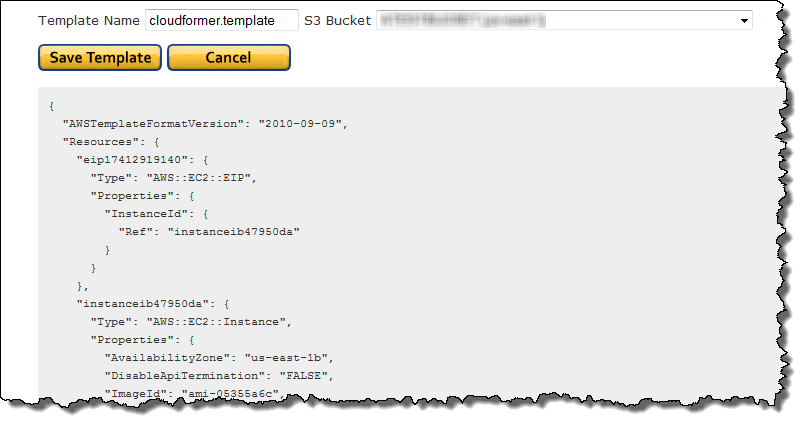 Template Name cloudformer.template S3 Bucket
Save Template Cancel
{
  "AWSTemplateFormatVersion": "2010-09-09",
  "Resources": {
    "eip17412919140": {
      "Type": "AWS::EC2::EIP",
      "Properties": {
        "InstanceId": {
          "Ref": "instanceib47950da"
        }
      }
    },
    "instanceib47950da": {
      "Type": "AWS::EC2::Instance",
      "Properties": {
        "AvailabilityZone": "us-east-1b",
        "DisableApiTermination": "FALSE",
        "ImageId": "ami-05355a6c",